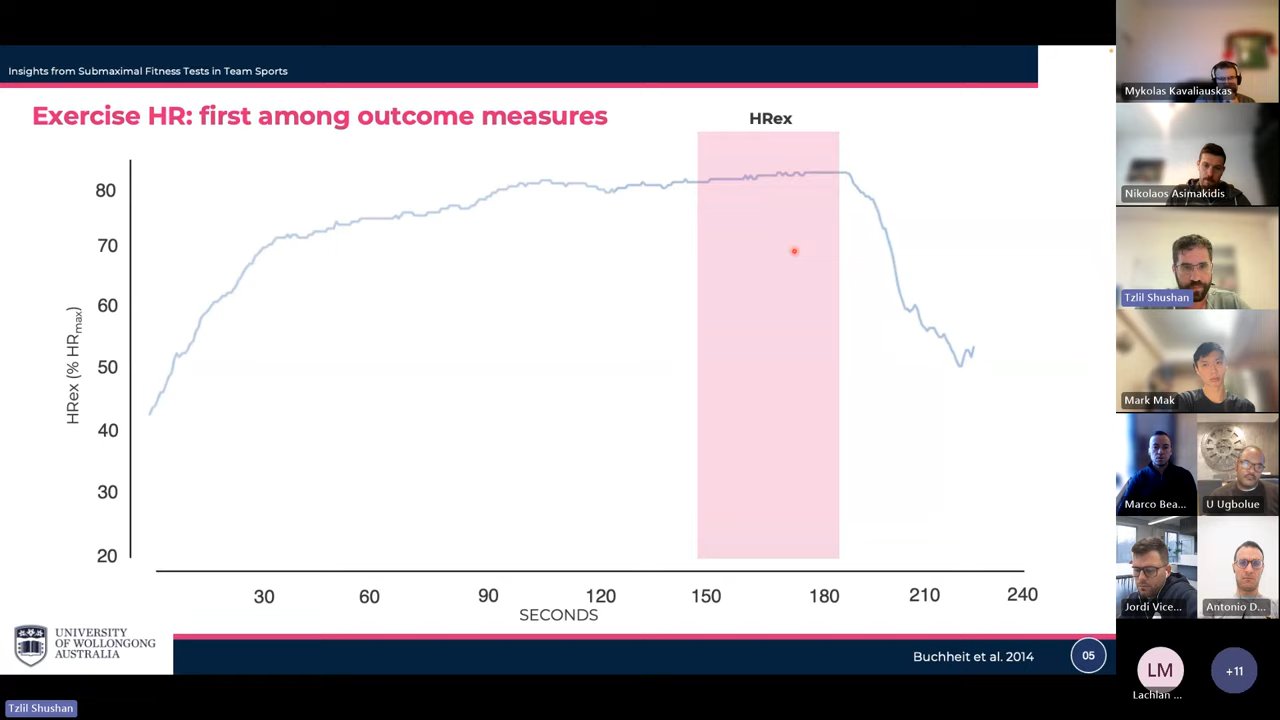 Insights from Submaximal Fitness Tests in Team Sports
Exercise HR: first among outcome measures
HRex
80
70
60
50
40
30
20
HRex (% HRmax)
30 60 90 120 150 180 210 240
SECONDS
UNIVERSITY
OF WOLLONGONG
AUSTRALIA
Buchheit et al. 2014
05
Tzlil Shushan
Mykolas Kavaliauskas
Nikolaos Asimakidis
Tzlil Shushan
Mark Mak
Marco Bea...
U Ugbolue
Jordi Vice...
Antonio D...
LM
Lachlan ...
+11